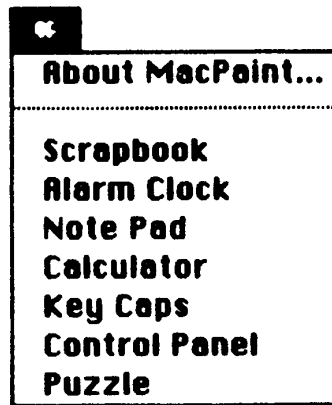 About MacPaint...
Scrapbook
Alarm Clock
Note Pad
Calculator
Key Caps
Control Panel
Puzzle